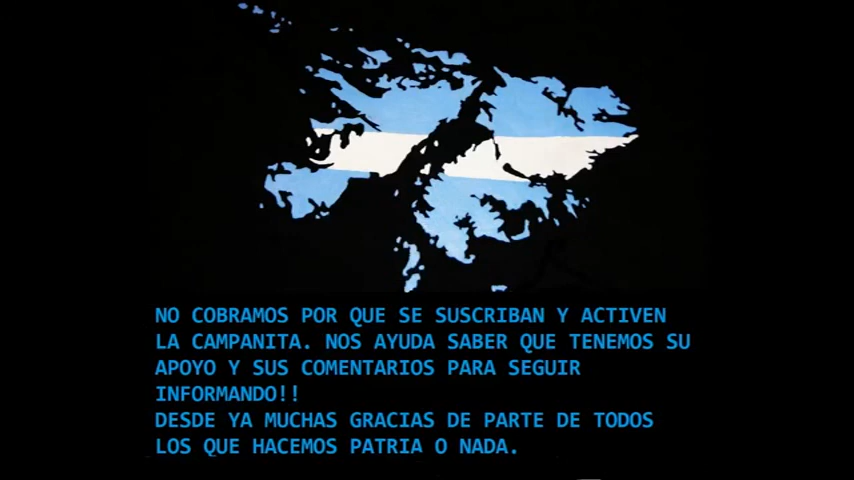 NO COBRAMOS POR QUE SE SUSCRIBAN Y ACTIVEN
LA CAMPANITA. NOS AYUDA SABER QUE TENEMOS SU
APOYO Y SUS COMENTARIOS PARA SEGUIR
INFORMANDO!!
DESDE YA MUCHAS GRACIAS DE PARTE DE TODOS
LOS QUE HACEMOS PATRIA O NADA.